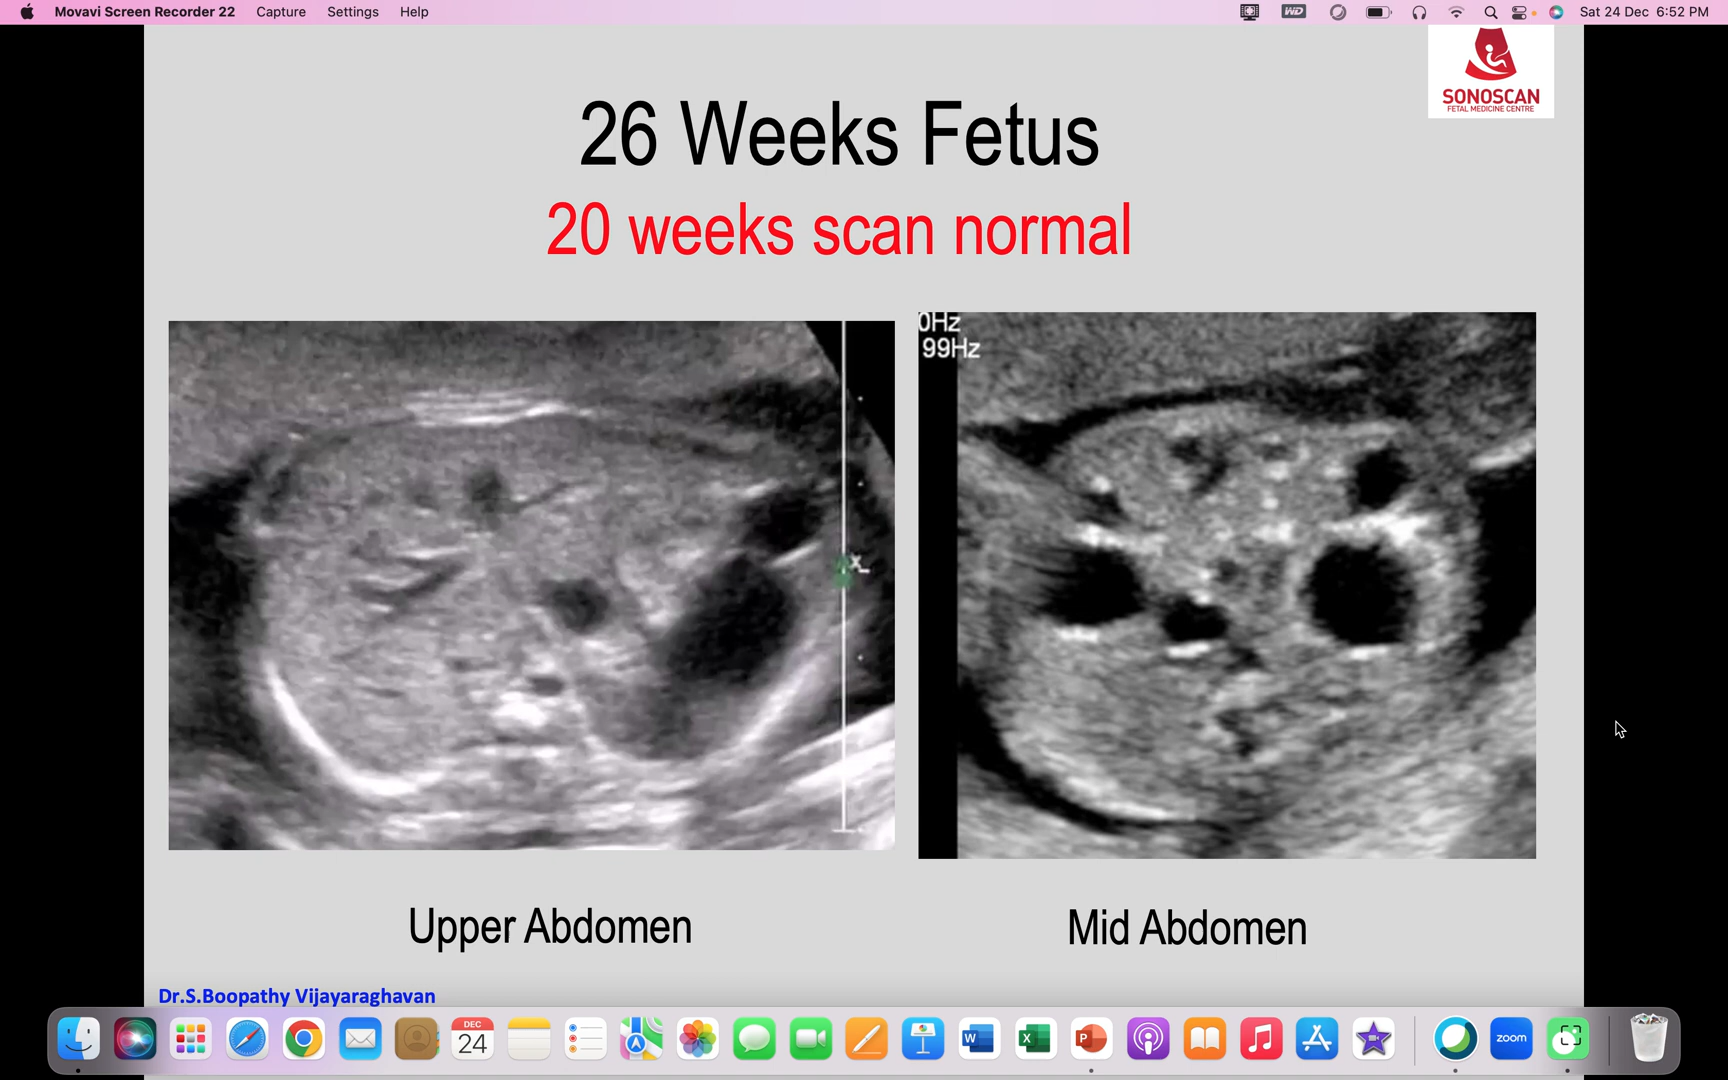 Movavi Screen Recorder 22 Capture Settings Help WD Sat 24 Dec 6:52 PM
SONOSCAN
FETAL MEDICINE CENTRE
26 Weeks Fetus
20 weeks scan normal
0Hz
99Hz
Upper Abdomen Mid Abdomen
Dr.S.Boopathy Vijayaraghavan
DEC
24
W X P zoom